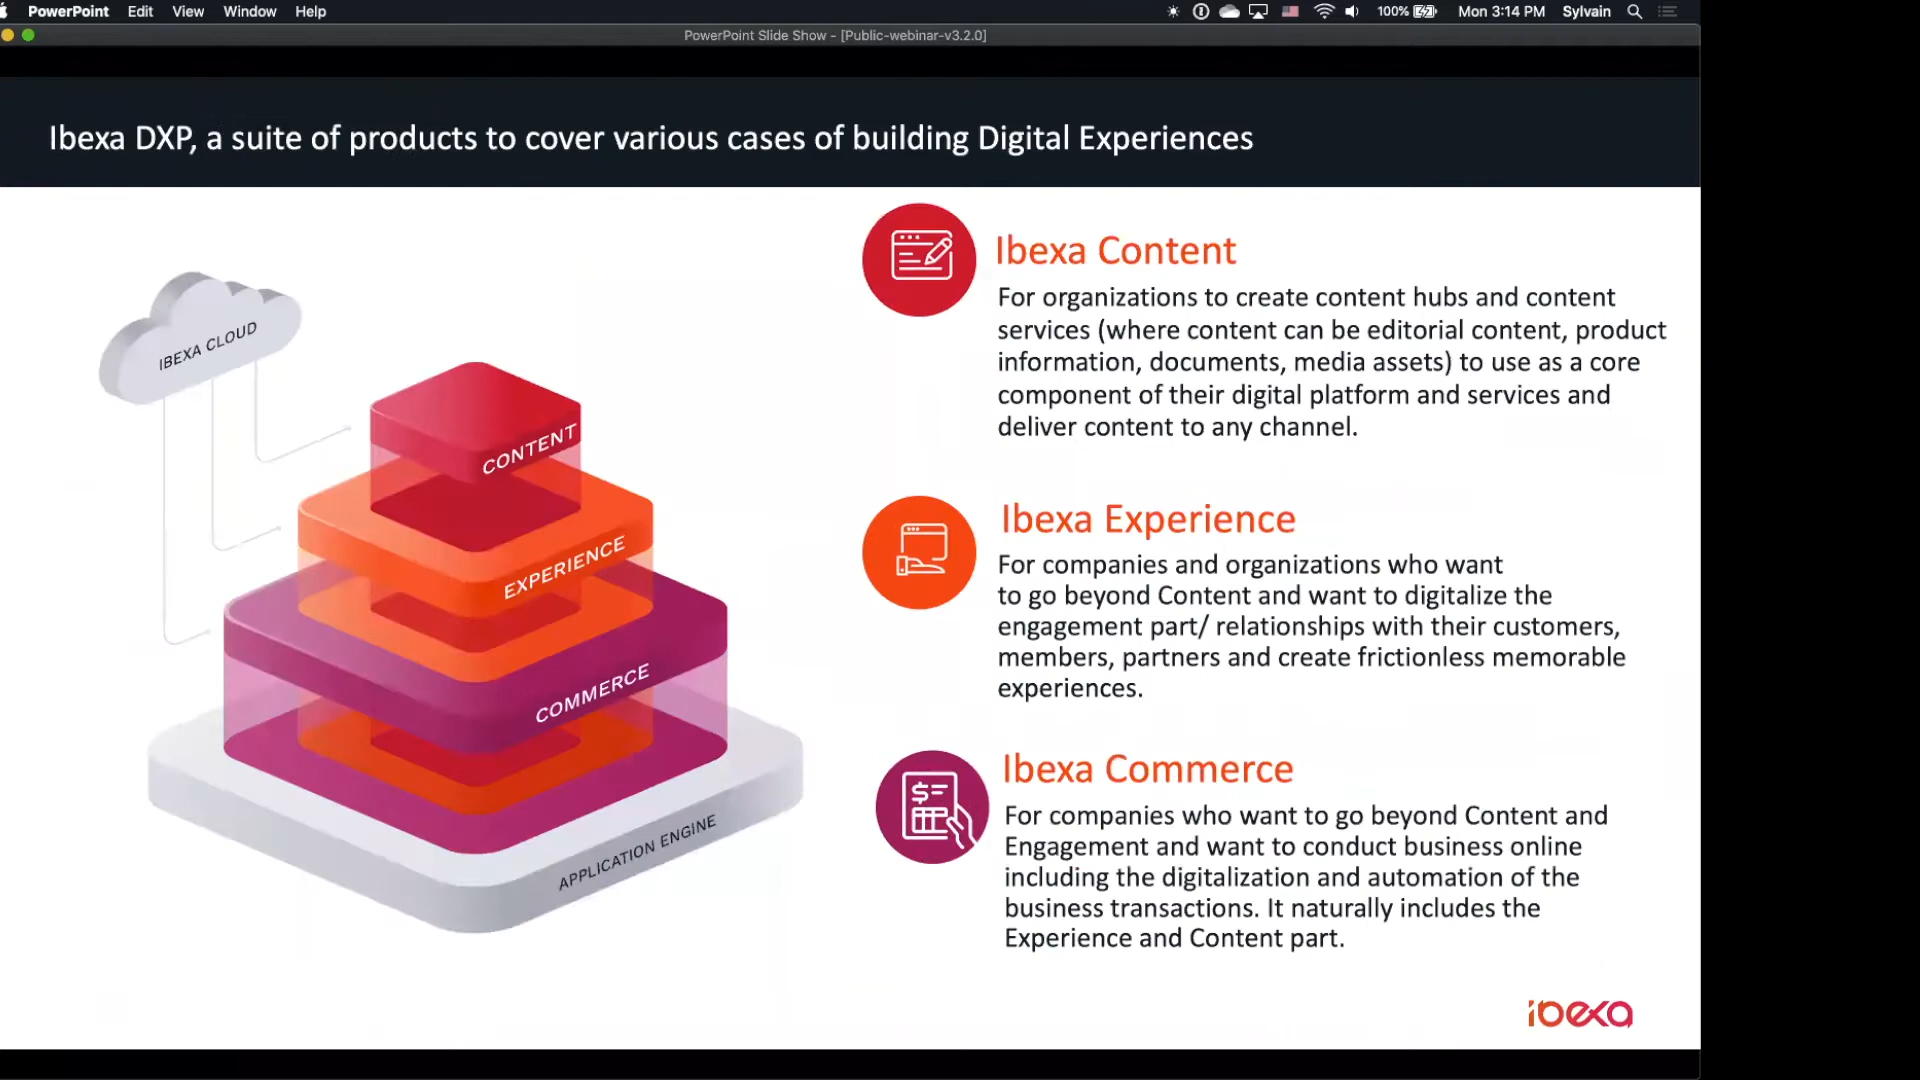 PowerPoint Edit View Window Help 100% Mon 3:14 PM Sylvain
PowerPoint Slide Show - [Public-webinar-v3.2.0]
Ibexa DXP, a suite of products to cover various cases of building Digital Experiences
IBEXA CLOUD
CONTENT
EXPERIENCE
COMMERCE
APPLICATION ENGINE
Ibexa Content
For organizations to create content hubs and content
services (where content can be editorial content, product
information, documents, media assets) to use as a core
component of their digital platform and services and
deliver content to any channel.
Ibexa Experience
For companies and organizations who want
to go beyond Content and want to digitalize the
engagement part/ relationships with their customers,
members, partners and create frictionless memorable
experiences.
Ibexa Commerce
For companies who want to go beyond Content and
Engagement and want to conduct business online
including the digitalization and automation of the
business transactions. It naturally includes the
Experience and Content part.
ibexa